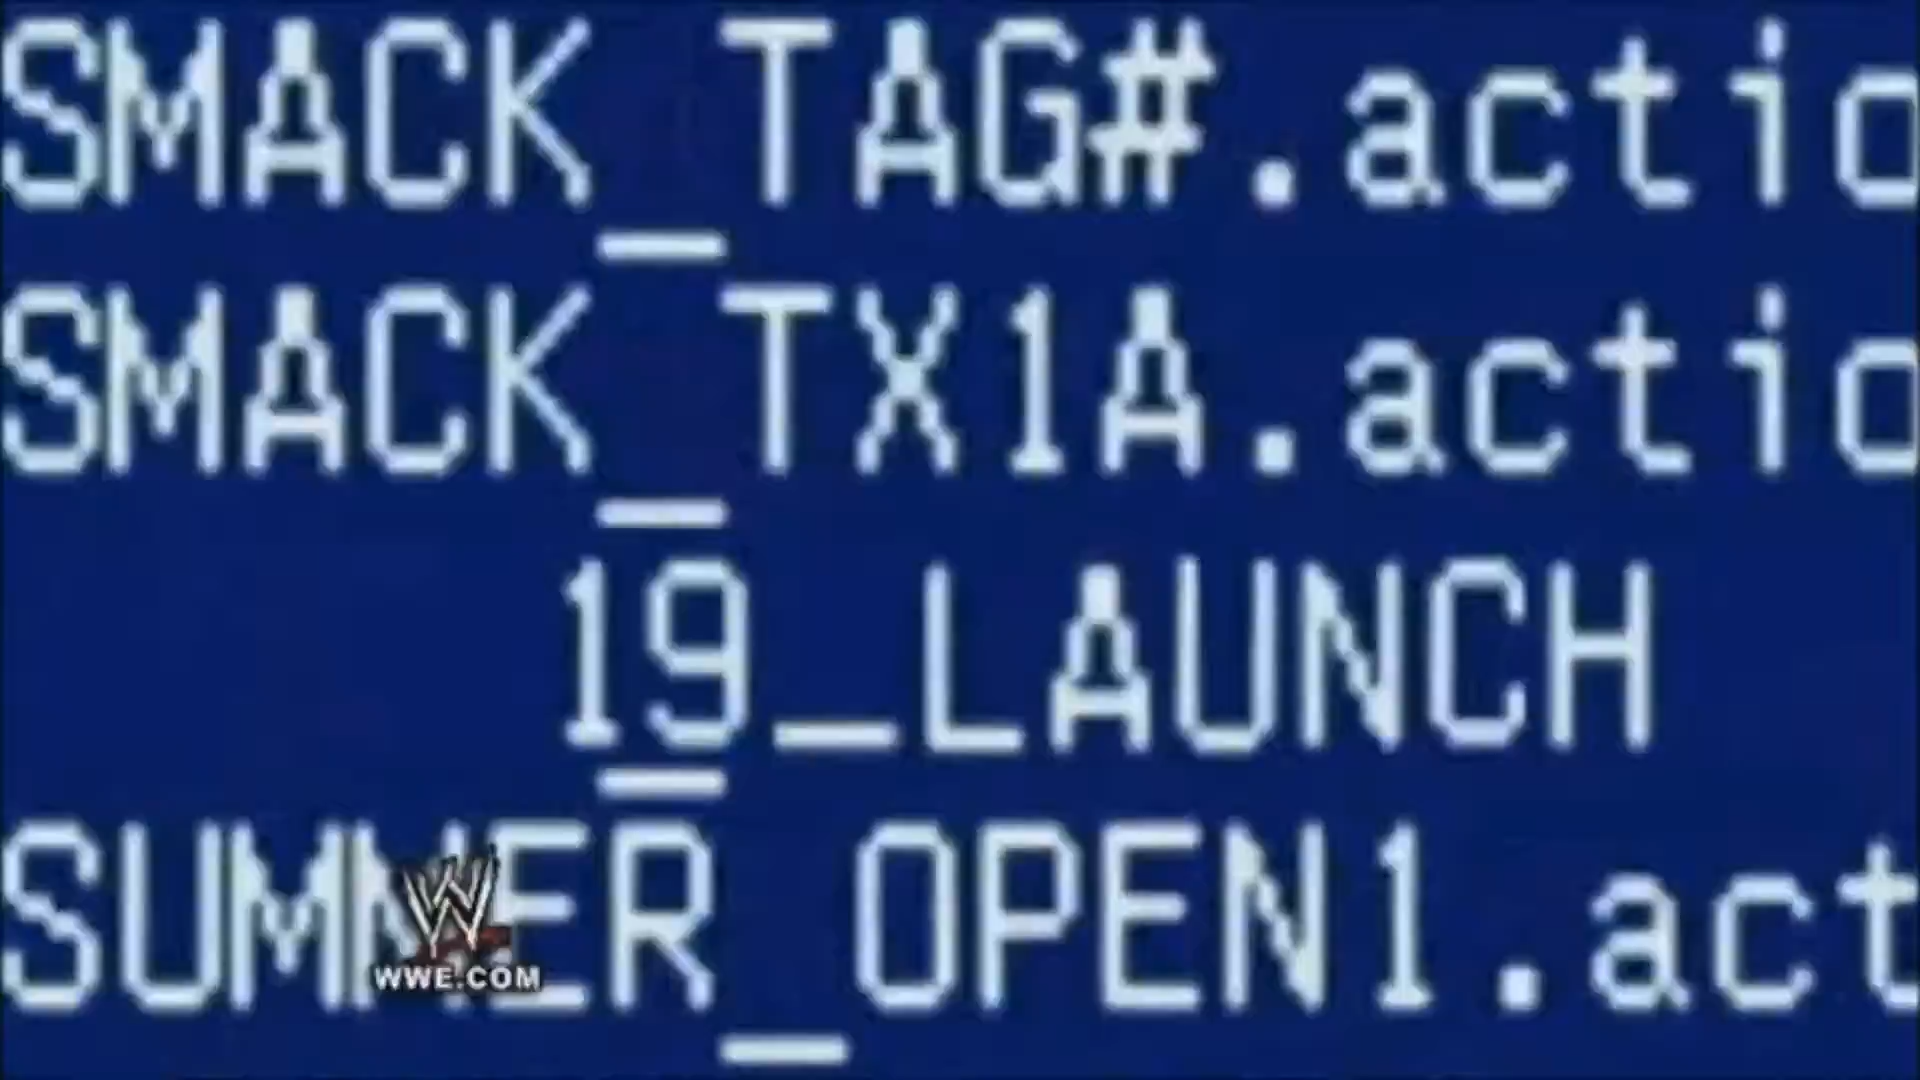 SMACK_TAG#.actio
SMACK_TX1A.actio
19_LAUNCH
SUMMER_OPEN1.act
WWE.COM